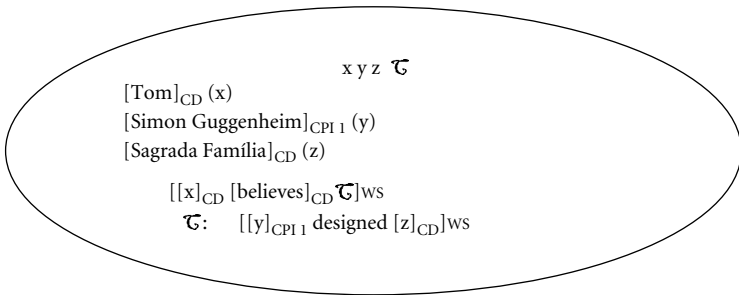 x y z 𝕿
[Tom]CD (x)
[Simon Guggenheim]CPI 1 (y)
[Sagrada Família]CD (z)
[[x]CD [believes]CD 𝕿]WS
𝕿: [[y]CPI 1 designed [z]CD]WS